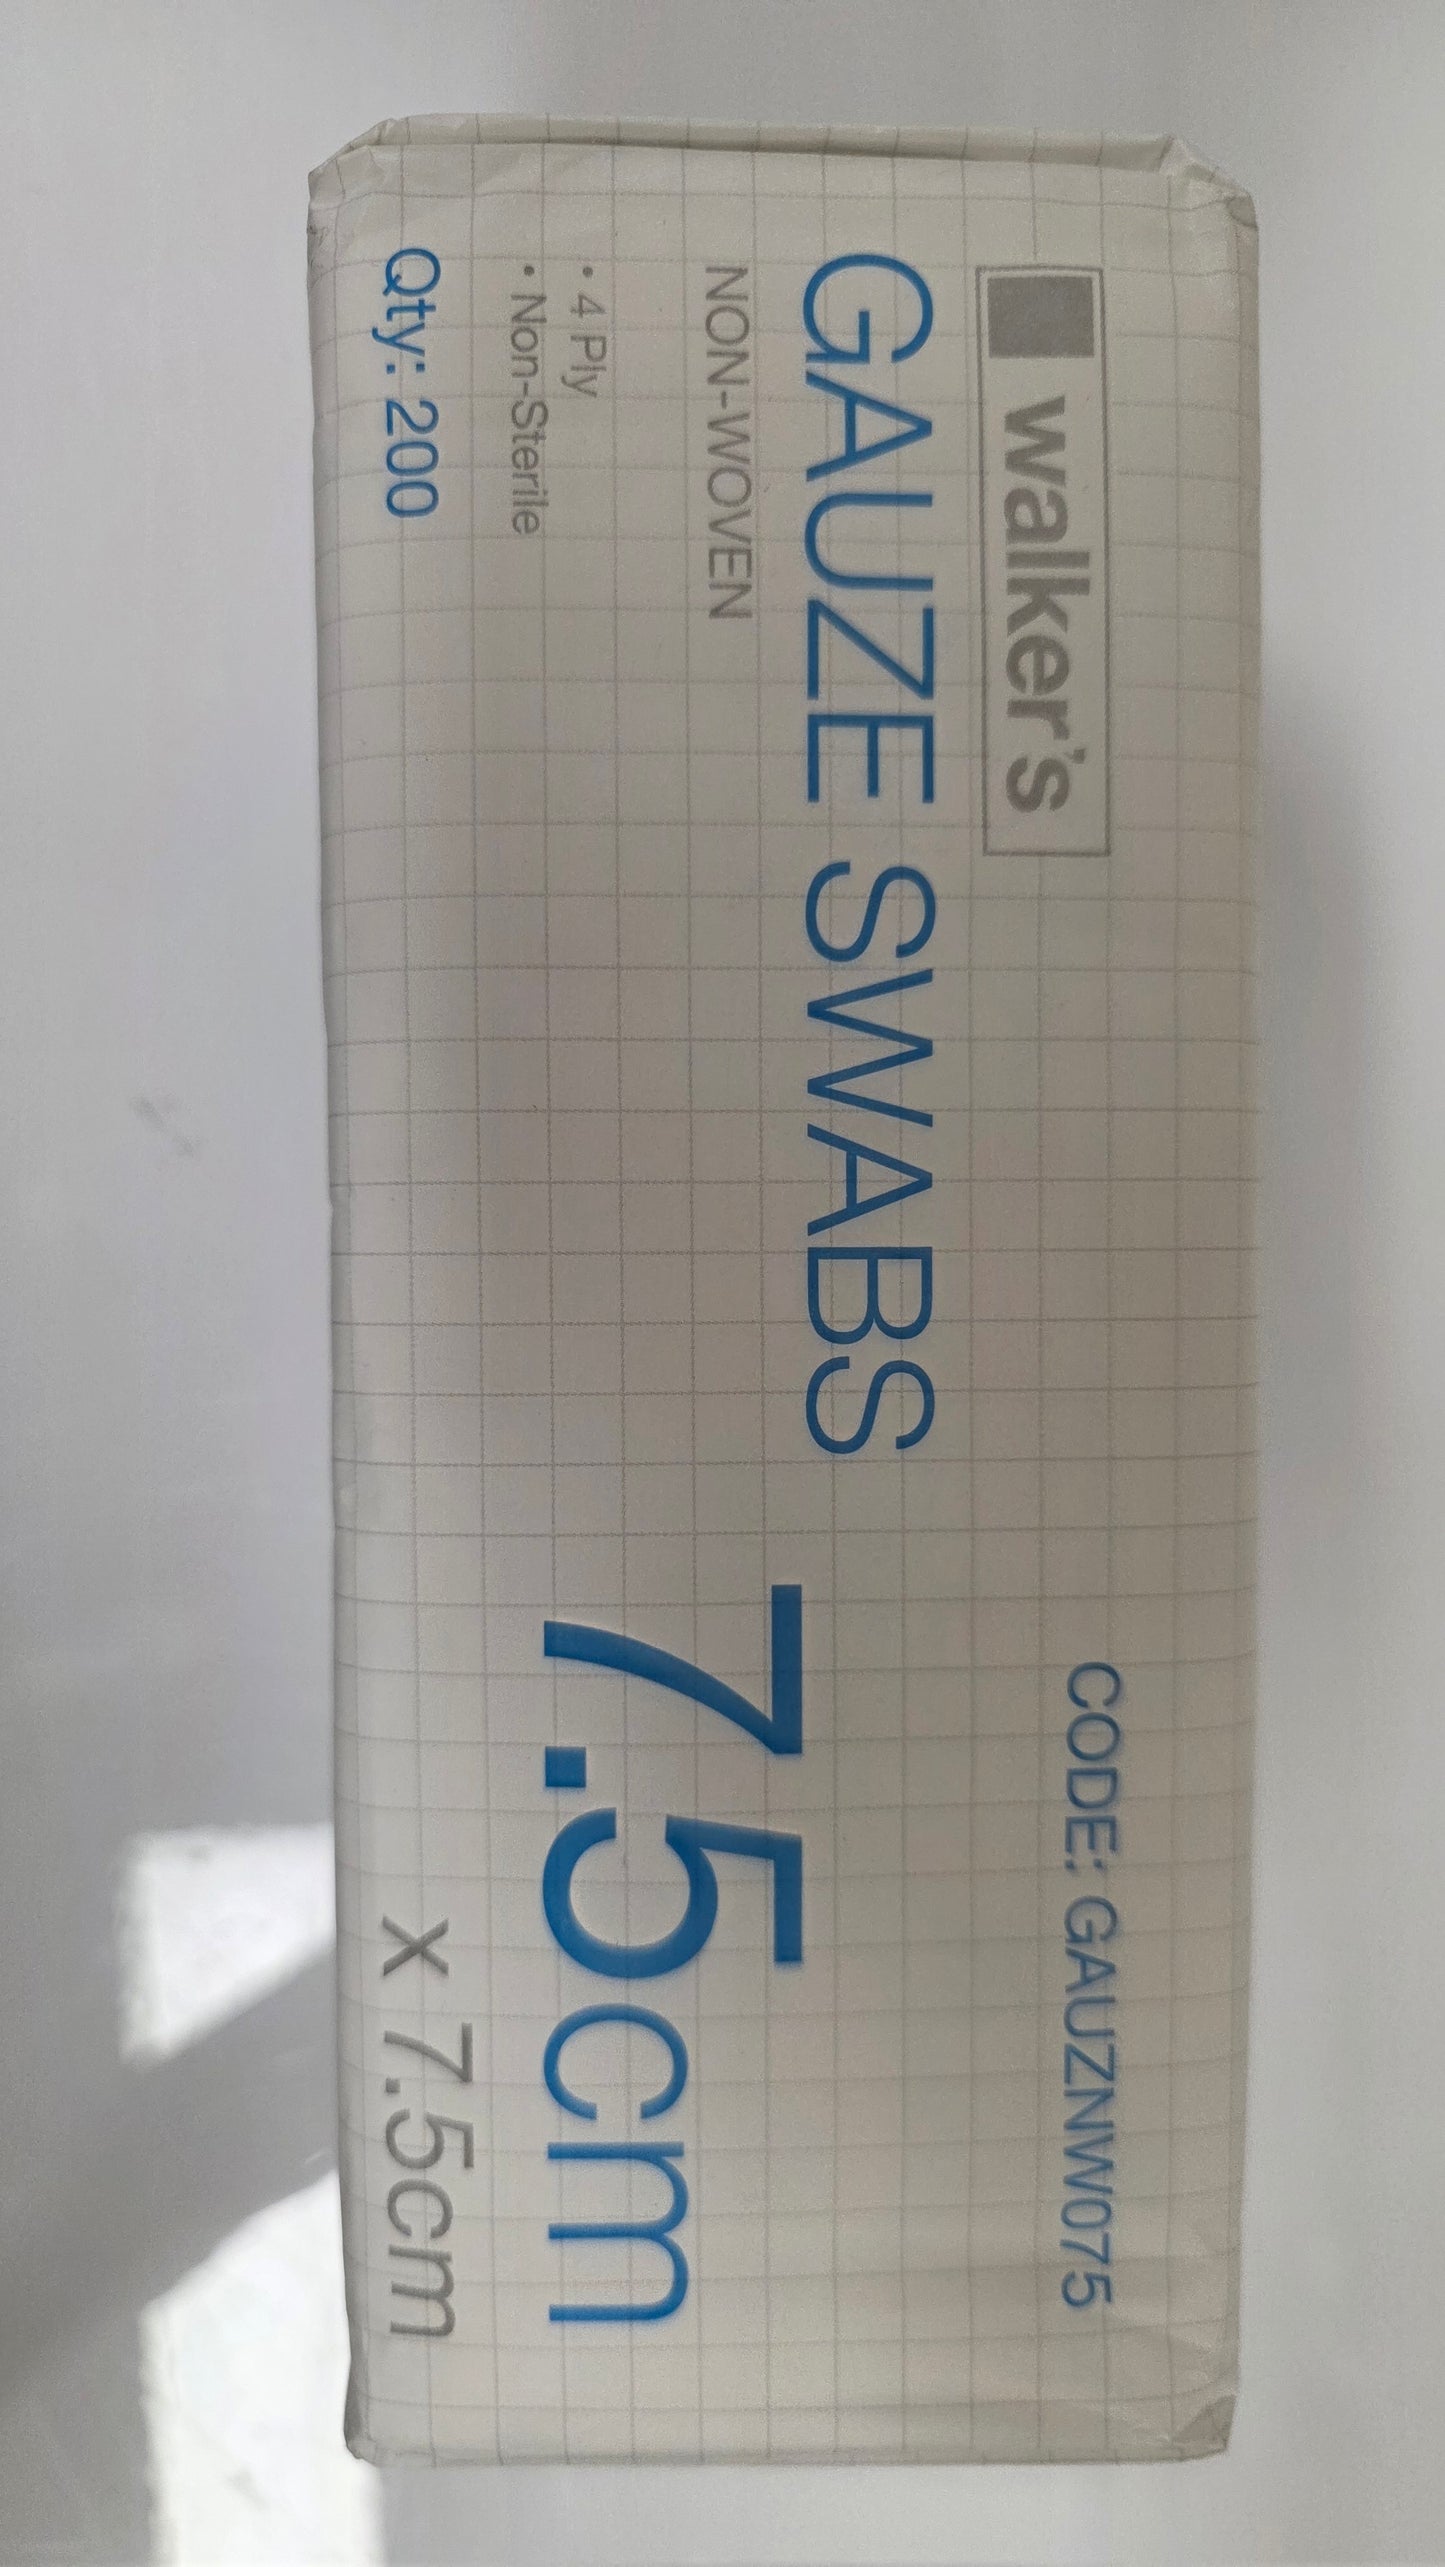 walker's
CODE: GAUZNW075
GAUZE SWABS
NON-WOVEN
7.5cm
• 4 Ply
• Non-Sterile
Qty: 200
x 7.5cm